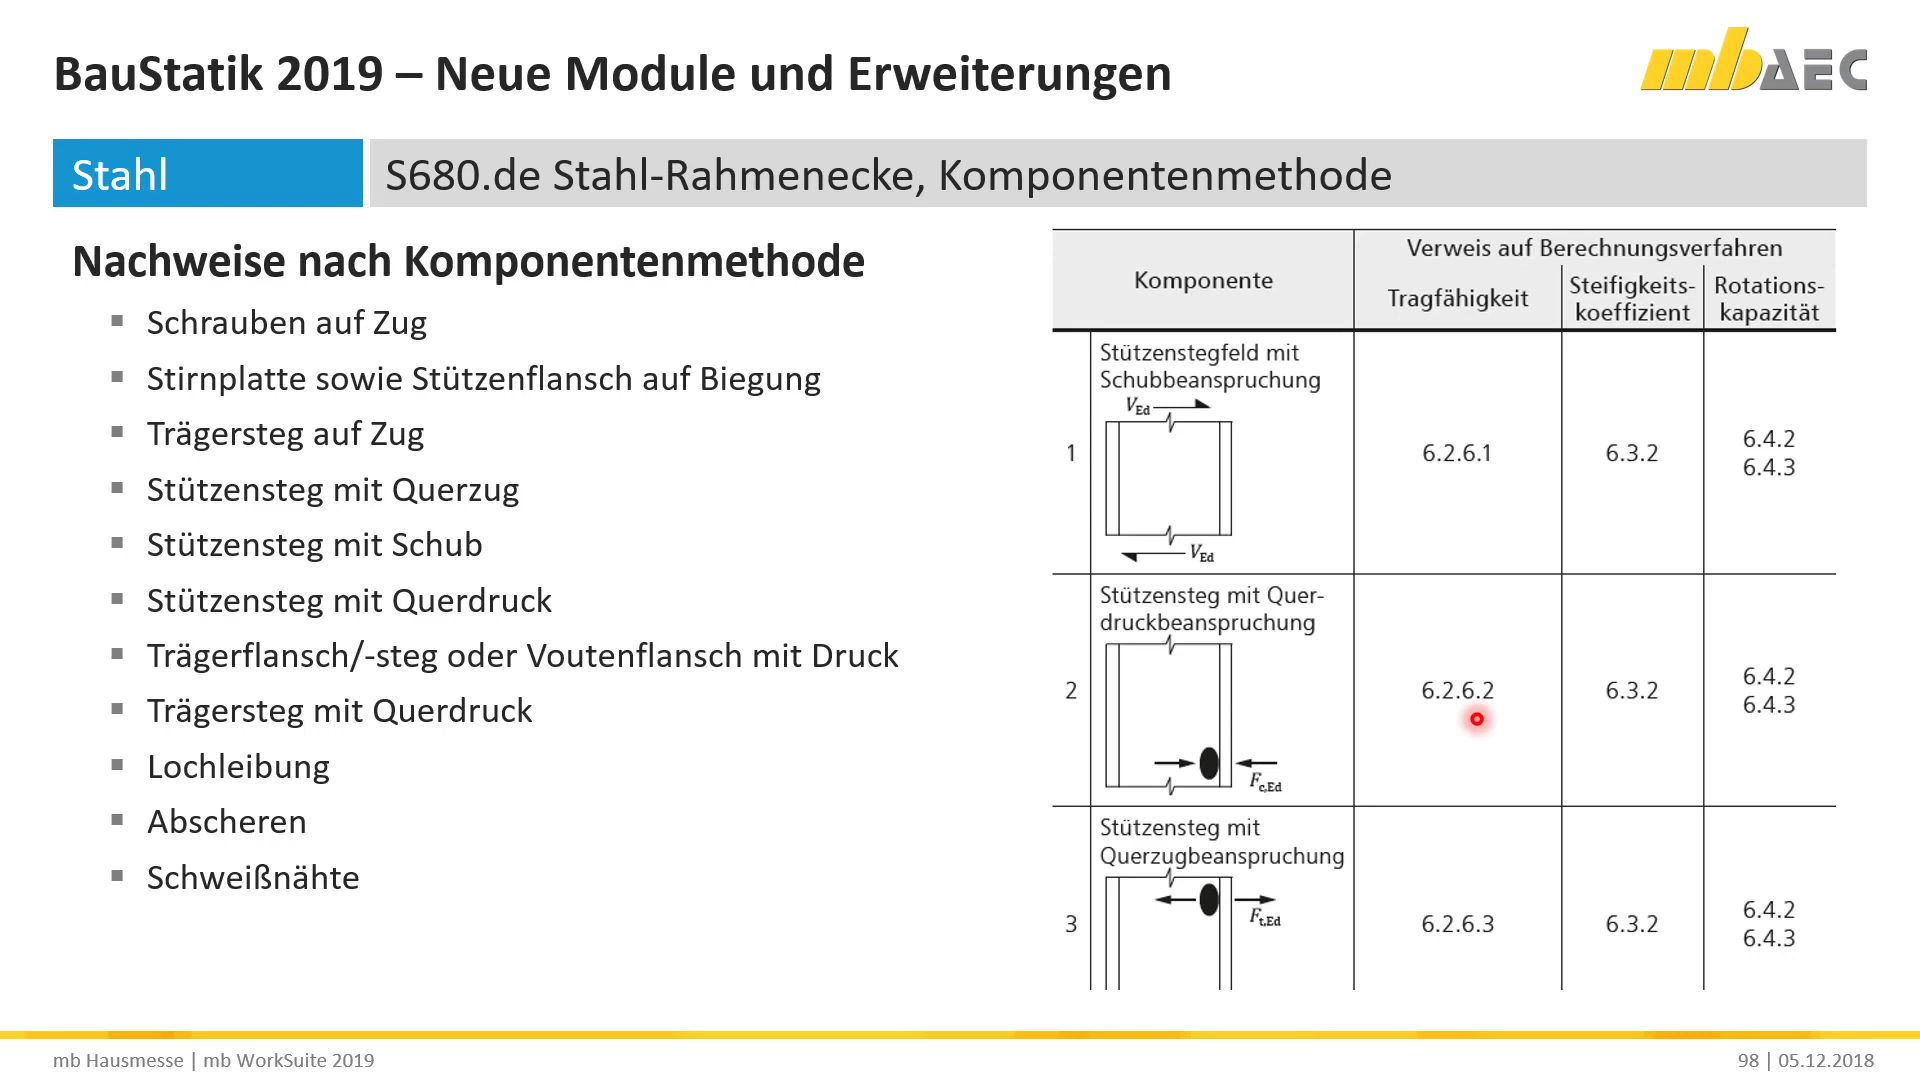 BauStatik 2019 – Neue Module und Erweiterungen
mbAEC
Stahl
S680.de Stahl-Rahmenecke, Komponentenmethode
Nachweise nach Komponentenmethode
▪ Schrauben auf Zug
▪ Stirnplatte sowie Stützenflansch auf Biegung
▪ Trägersteg auf Zug
▪ Stützensteg mit Querzug
▪ Stützensteg mit Schub
▪ Stützensteg mit Querdruck
▪ Trägerflansch/-steg oder Voutenflansch mit Druck
▪ Trägersteg mit Querdruck
▪ Lochleibung
▪ Abscheren
▪ Schweißnähte
Komponente
Verweis auf Berechnungsverfahren
Tragfähigkeit
Steifigkeits-
koeffizient
Rotations-
kapazität
1
Stützenstegfeld mit
Schubbeanspruchung
VEd
VEd
6.2.6.1
6.3.2
6.4.2
6.4.3
2
Stützensteg mit Quer-
druckbeanspruchung
Fc,Ed
6.2.6.2
6.3.2
6.4.2
6.4.3
3
Stützensteg mit
Querzugbeanspruchung
Ft,Ed
6.2.6.3
6.3.2
6.4.2
6.4.3
mb Hausmesse | mb WorkSuite 2019
98 | 05.12.2018